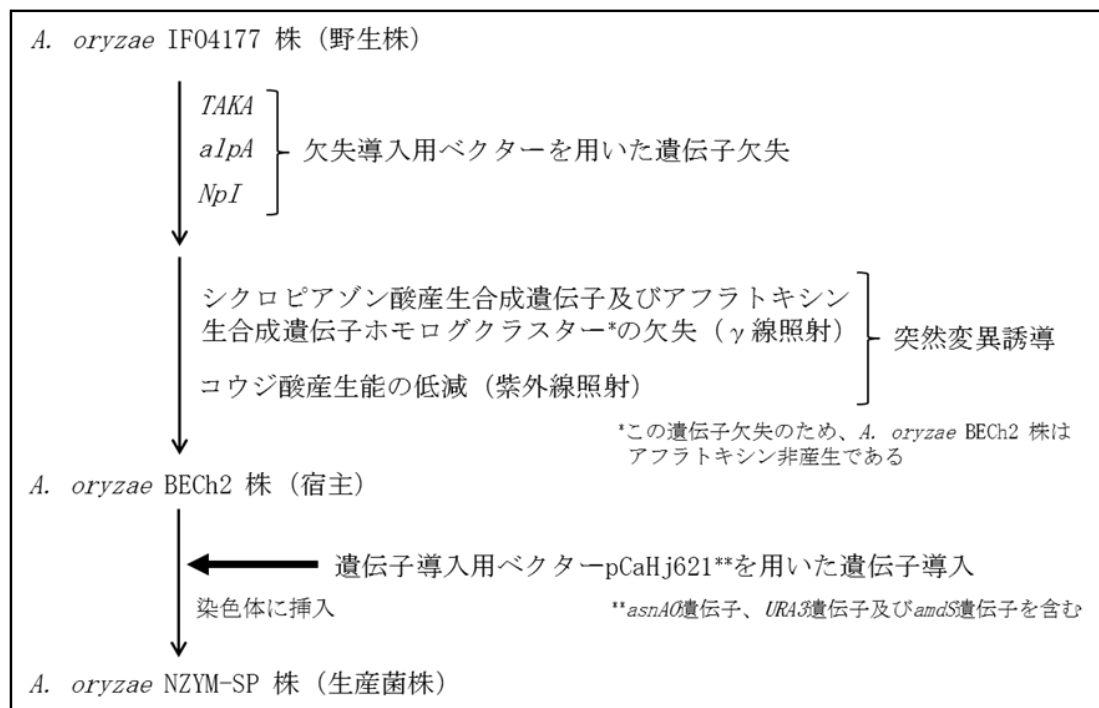 A. oryzae IFO4177 株（野生株）
TAKA
alpA
欠失導入用ベクターを用いた遺伝子欠失
NpI
シクロピアゾン酸産生合成遺伝子及びアフラトキシン
生合成遺伝子ホモログクラスター*の欠失（γ線照射）
突然変異誘導
コウジ酸産生能の低減（紫外線照射）
*この遺伝子欠失のため、A. oryzae BECh2 株は
アフラトキシン非産生である
A. oryzae BECh2 株（宿主）
遺伝子導入用ベクターpCaHj621**を用いた遺伝子導入
染色体に挿入
**asnAO遺伝子、URA3遺伝子及びamdS遺伝子を含む
A. oryzae NZYM-SP 株（生産菌株）